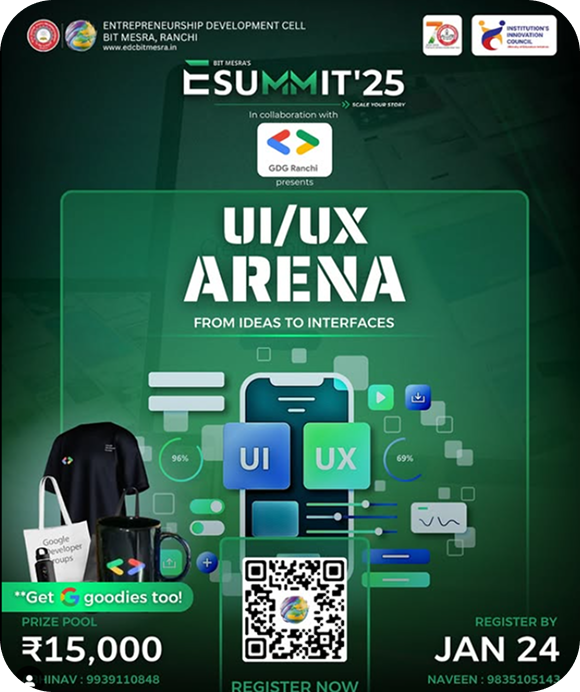 ENTREPRENEURSHIP DEVELOPMENT CELL
BIT MESRA, RANCHI
www.edcbitmesra.in
INSTITUTION'S
INNOVATION
COUNCIL
BIT MESRA'S
ESUMMIT'25
SCALE YOUR STORY
In collaboration with
GDG Ranchi
presents
UI/UX
ARENA
FROM IDEAS TO INTERFACES
96%
UI
UX
69%
Google
Developer
Groups
**Get G goodies too!
PRIZE POOL
₹15,000
HINAV : 9939110848
REGISTER NOW
REGISTER BY
JAN 24
NAVEEN : 9835105143